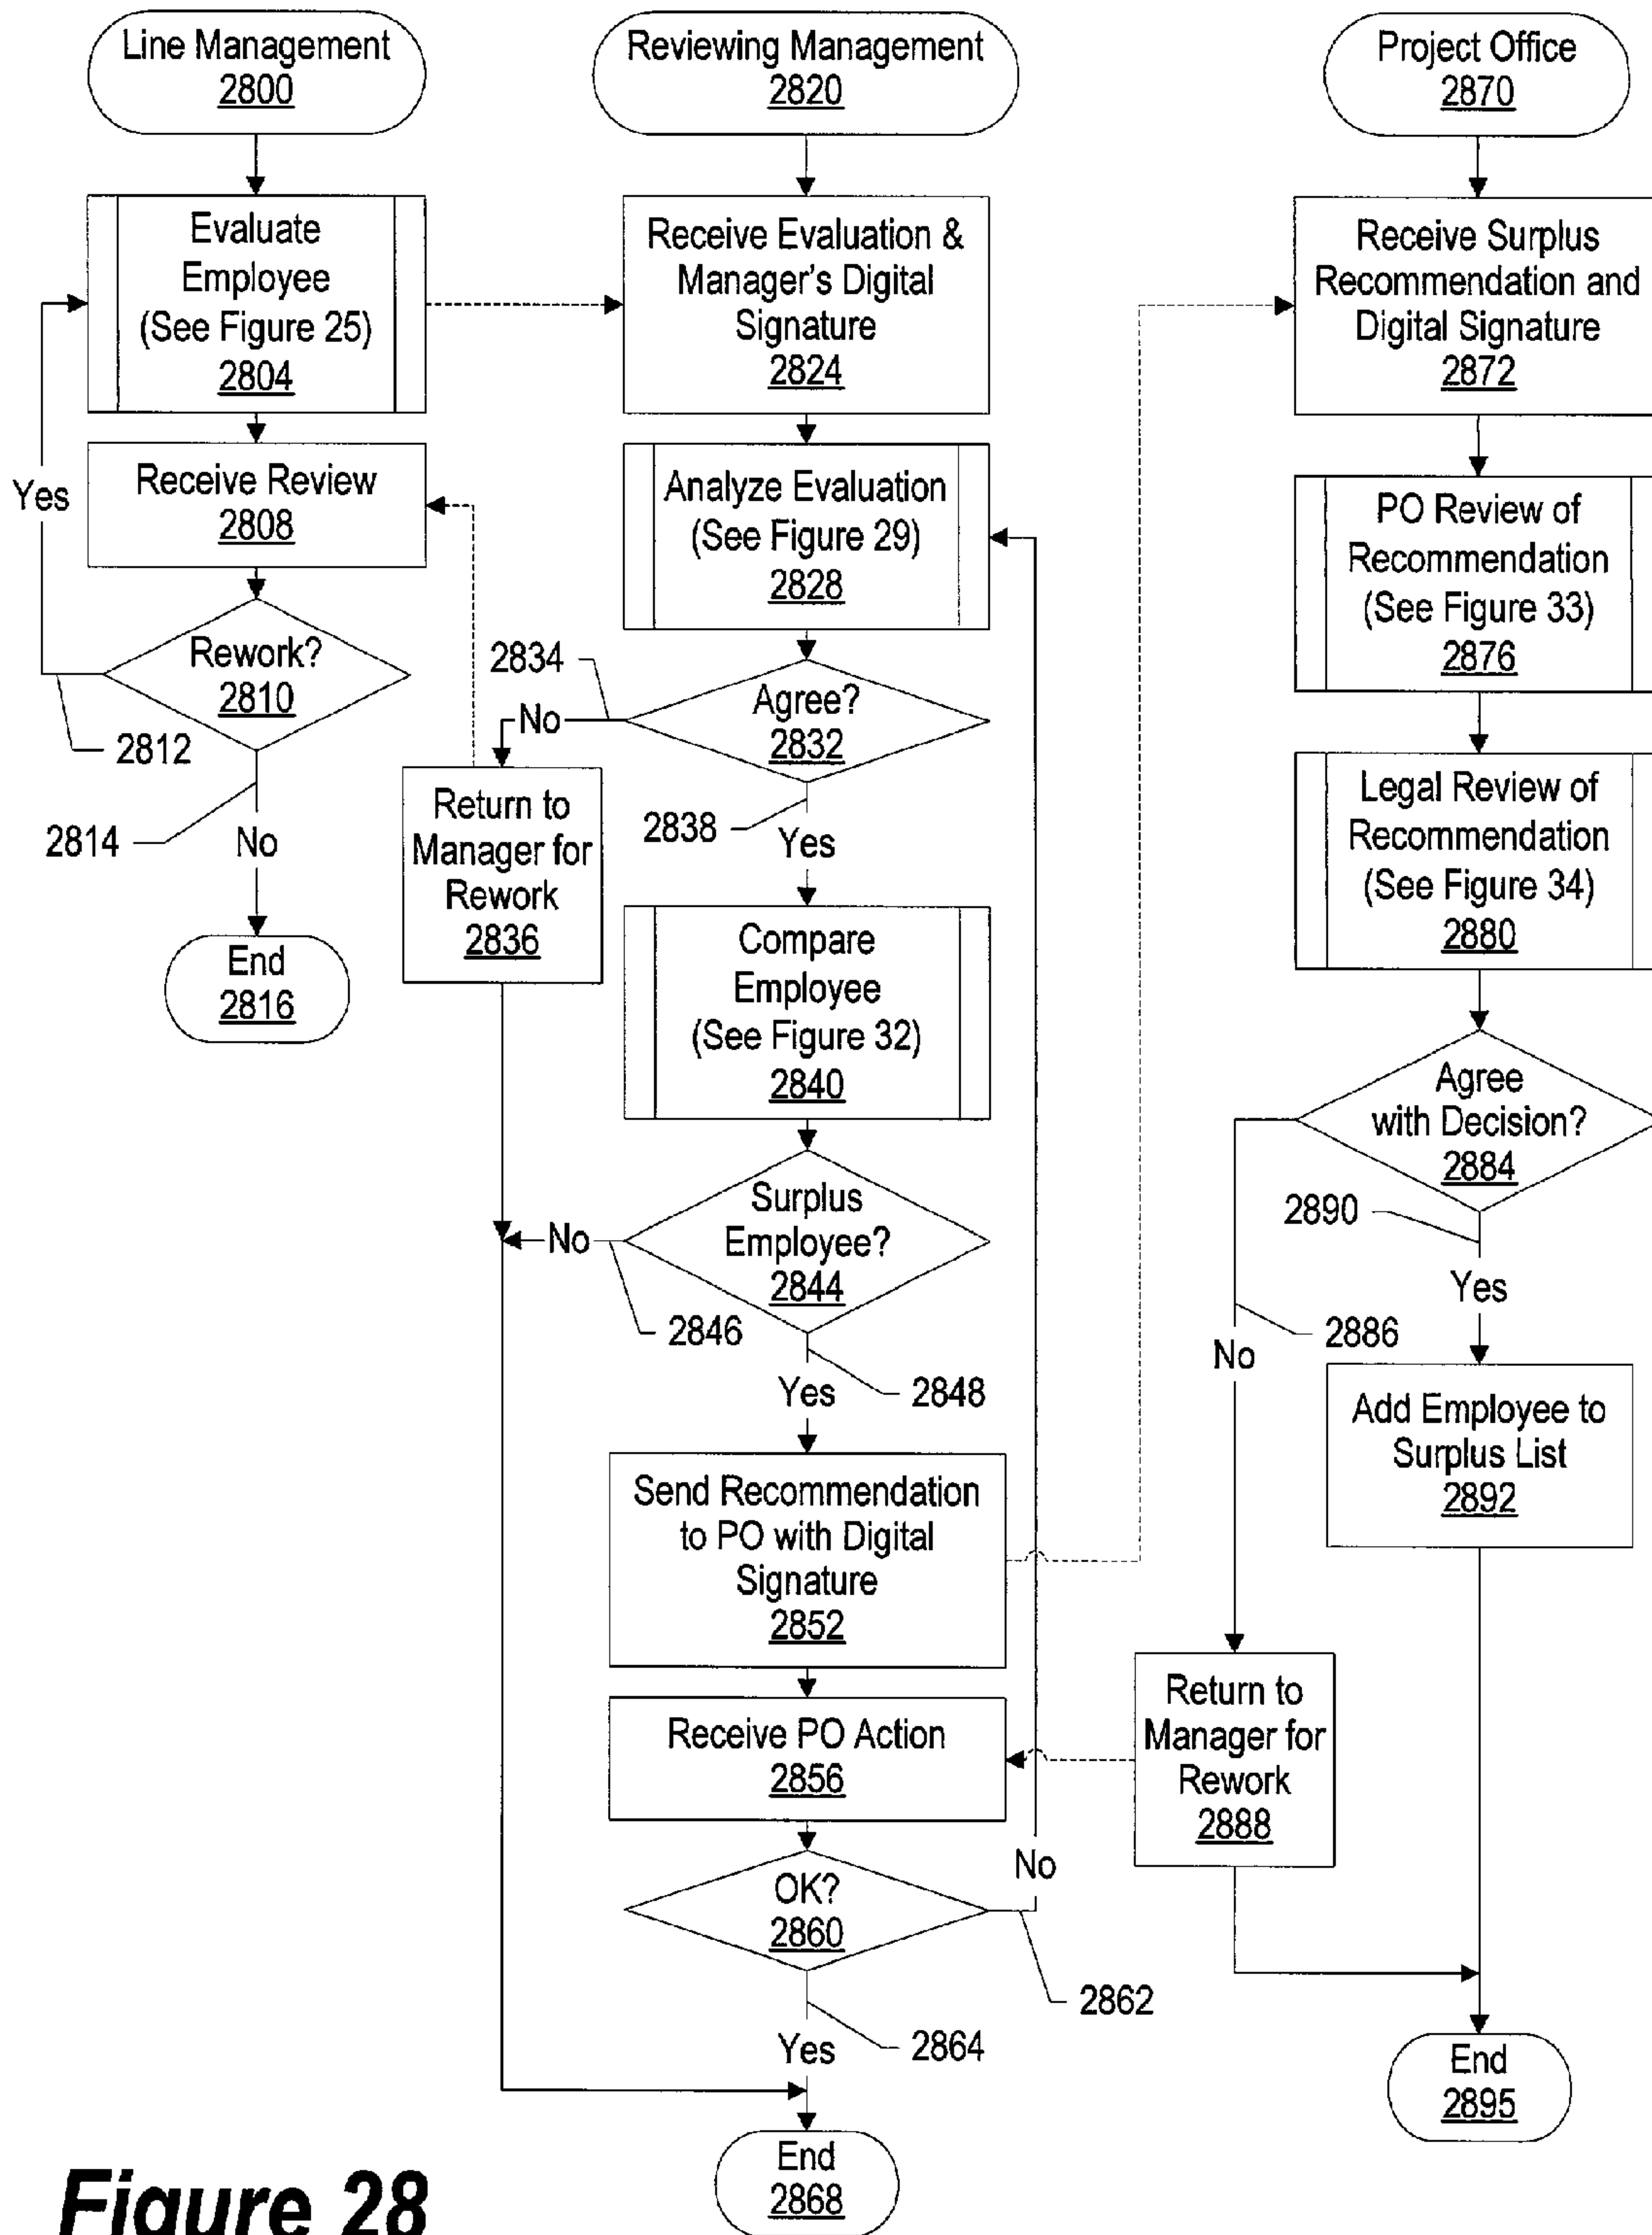 Line Management
2800
Evaluate
Employee
(See Figure 25)
2804
Receive Review
2808
Yes
Rework?
2810
2812
2814
No
End
2816
Reviewing Management
2820
Receive Evaluation &
Manager's Digital
Signature
2824
Analyze Evaluation
(See Figure 29)
2828
2834
No
Agree?
2832
2838
Yes
Return to
Manager for
Rework
2836
Compare
Employee
(See Figure 32)
2840
Surplus
Employee?
2844
No
2846
2848
Yes
Send Recommendation
to PO with Digital
Signature
2852
Receive PO Action
2856
OK?
2860
No
2862
2864
Yes
End
2868
Project Office
2870
Receive Surplus
Recommendation and
Digital Signature
2872
PO Review of
Recommendation
(See Figure 33)
2876
Legal Review of
Recommendation
(See Figure 34)
2880
Agree
with Decision?
2884
2890
Yes
2886
No
Add Employee to
Surplus List
2892
Return to
Manager for
Rework
2888
End
2895
Figure 28